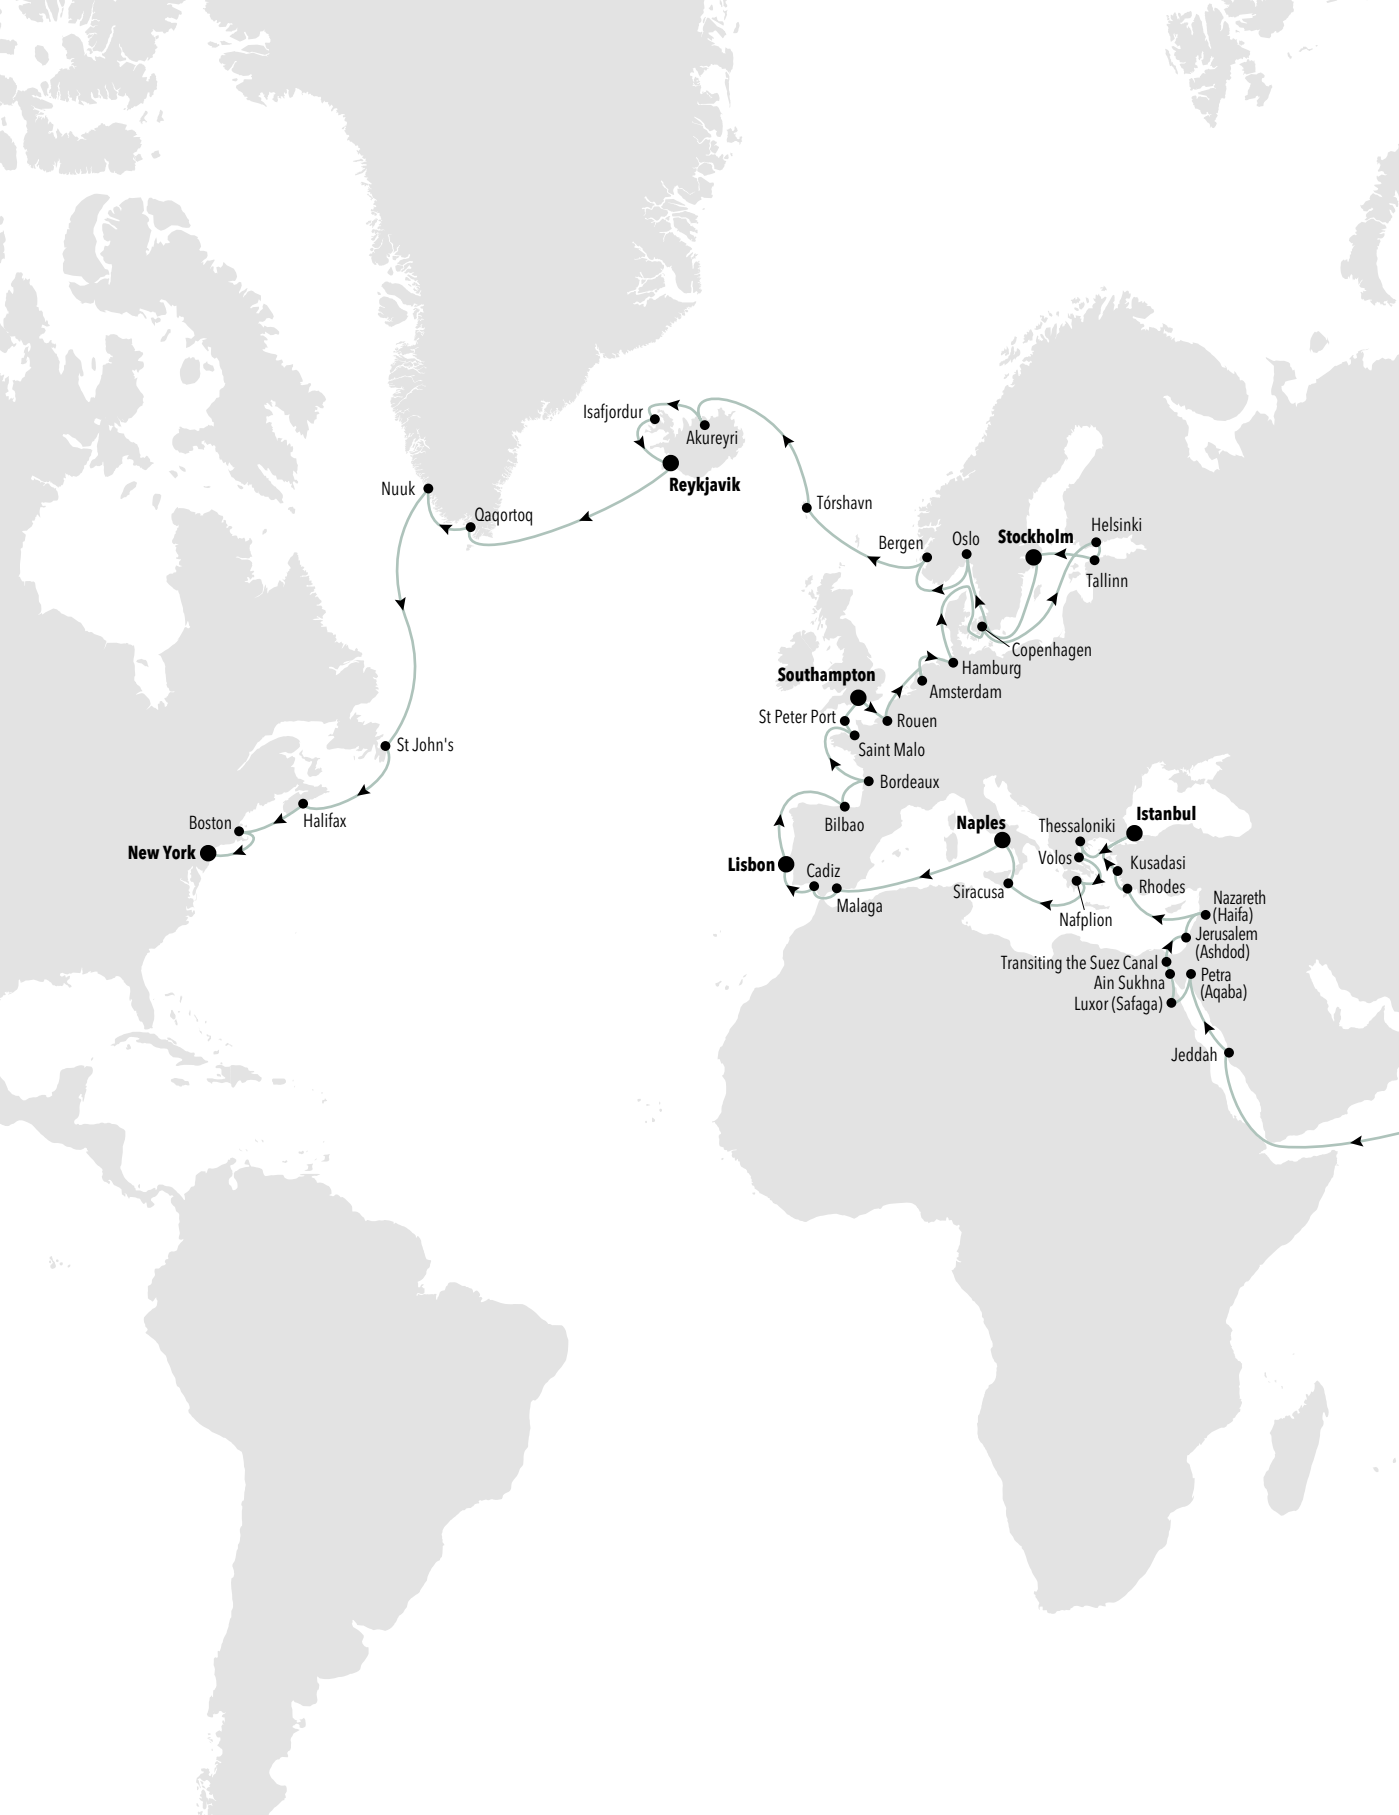 Isafjordur
Akureyri
Reykjavik
Nuuk
Qaqortoq
Tórshavn
Bergen
Oslo
Stockholm
Helsinki
Tallinn
Copenhagen
Hamburg
Amsterdam
Southampton
St Peter Port
Rouen
Saint Malo
St John's
Bordeaux
Bilbao
Halifax
Boston
New York
Lisbon
Cadiz
Malaga
Naples
Siracusa
Thessaloniki
Istanbul
Volos
Kusadasi
Rhodes
Nafplion
Nazareth
(Haifa)
Jerusalem
(Ashdod)
Transiting the Suez Canal
Ain Sukhna
Petra
(Aqaba)
Luxor (Safaga)
Jeddah